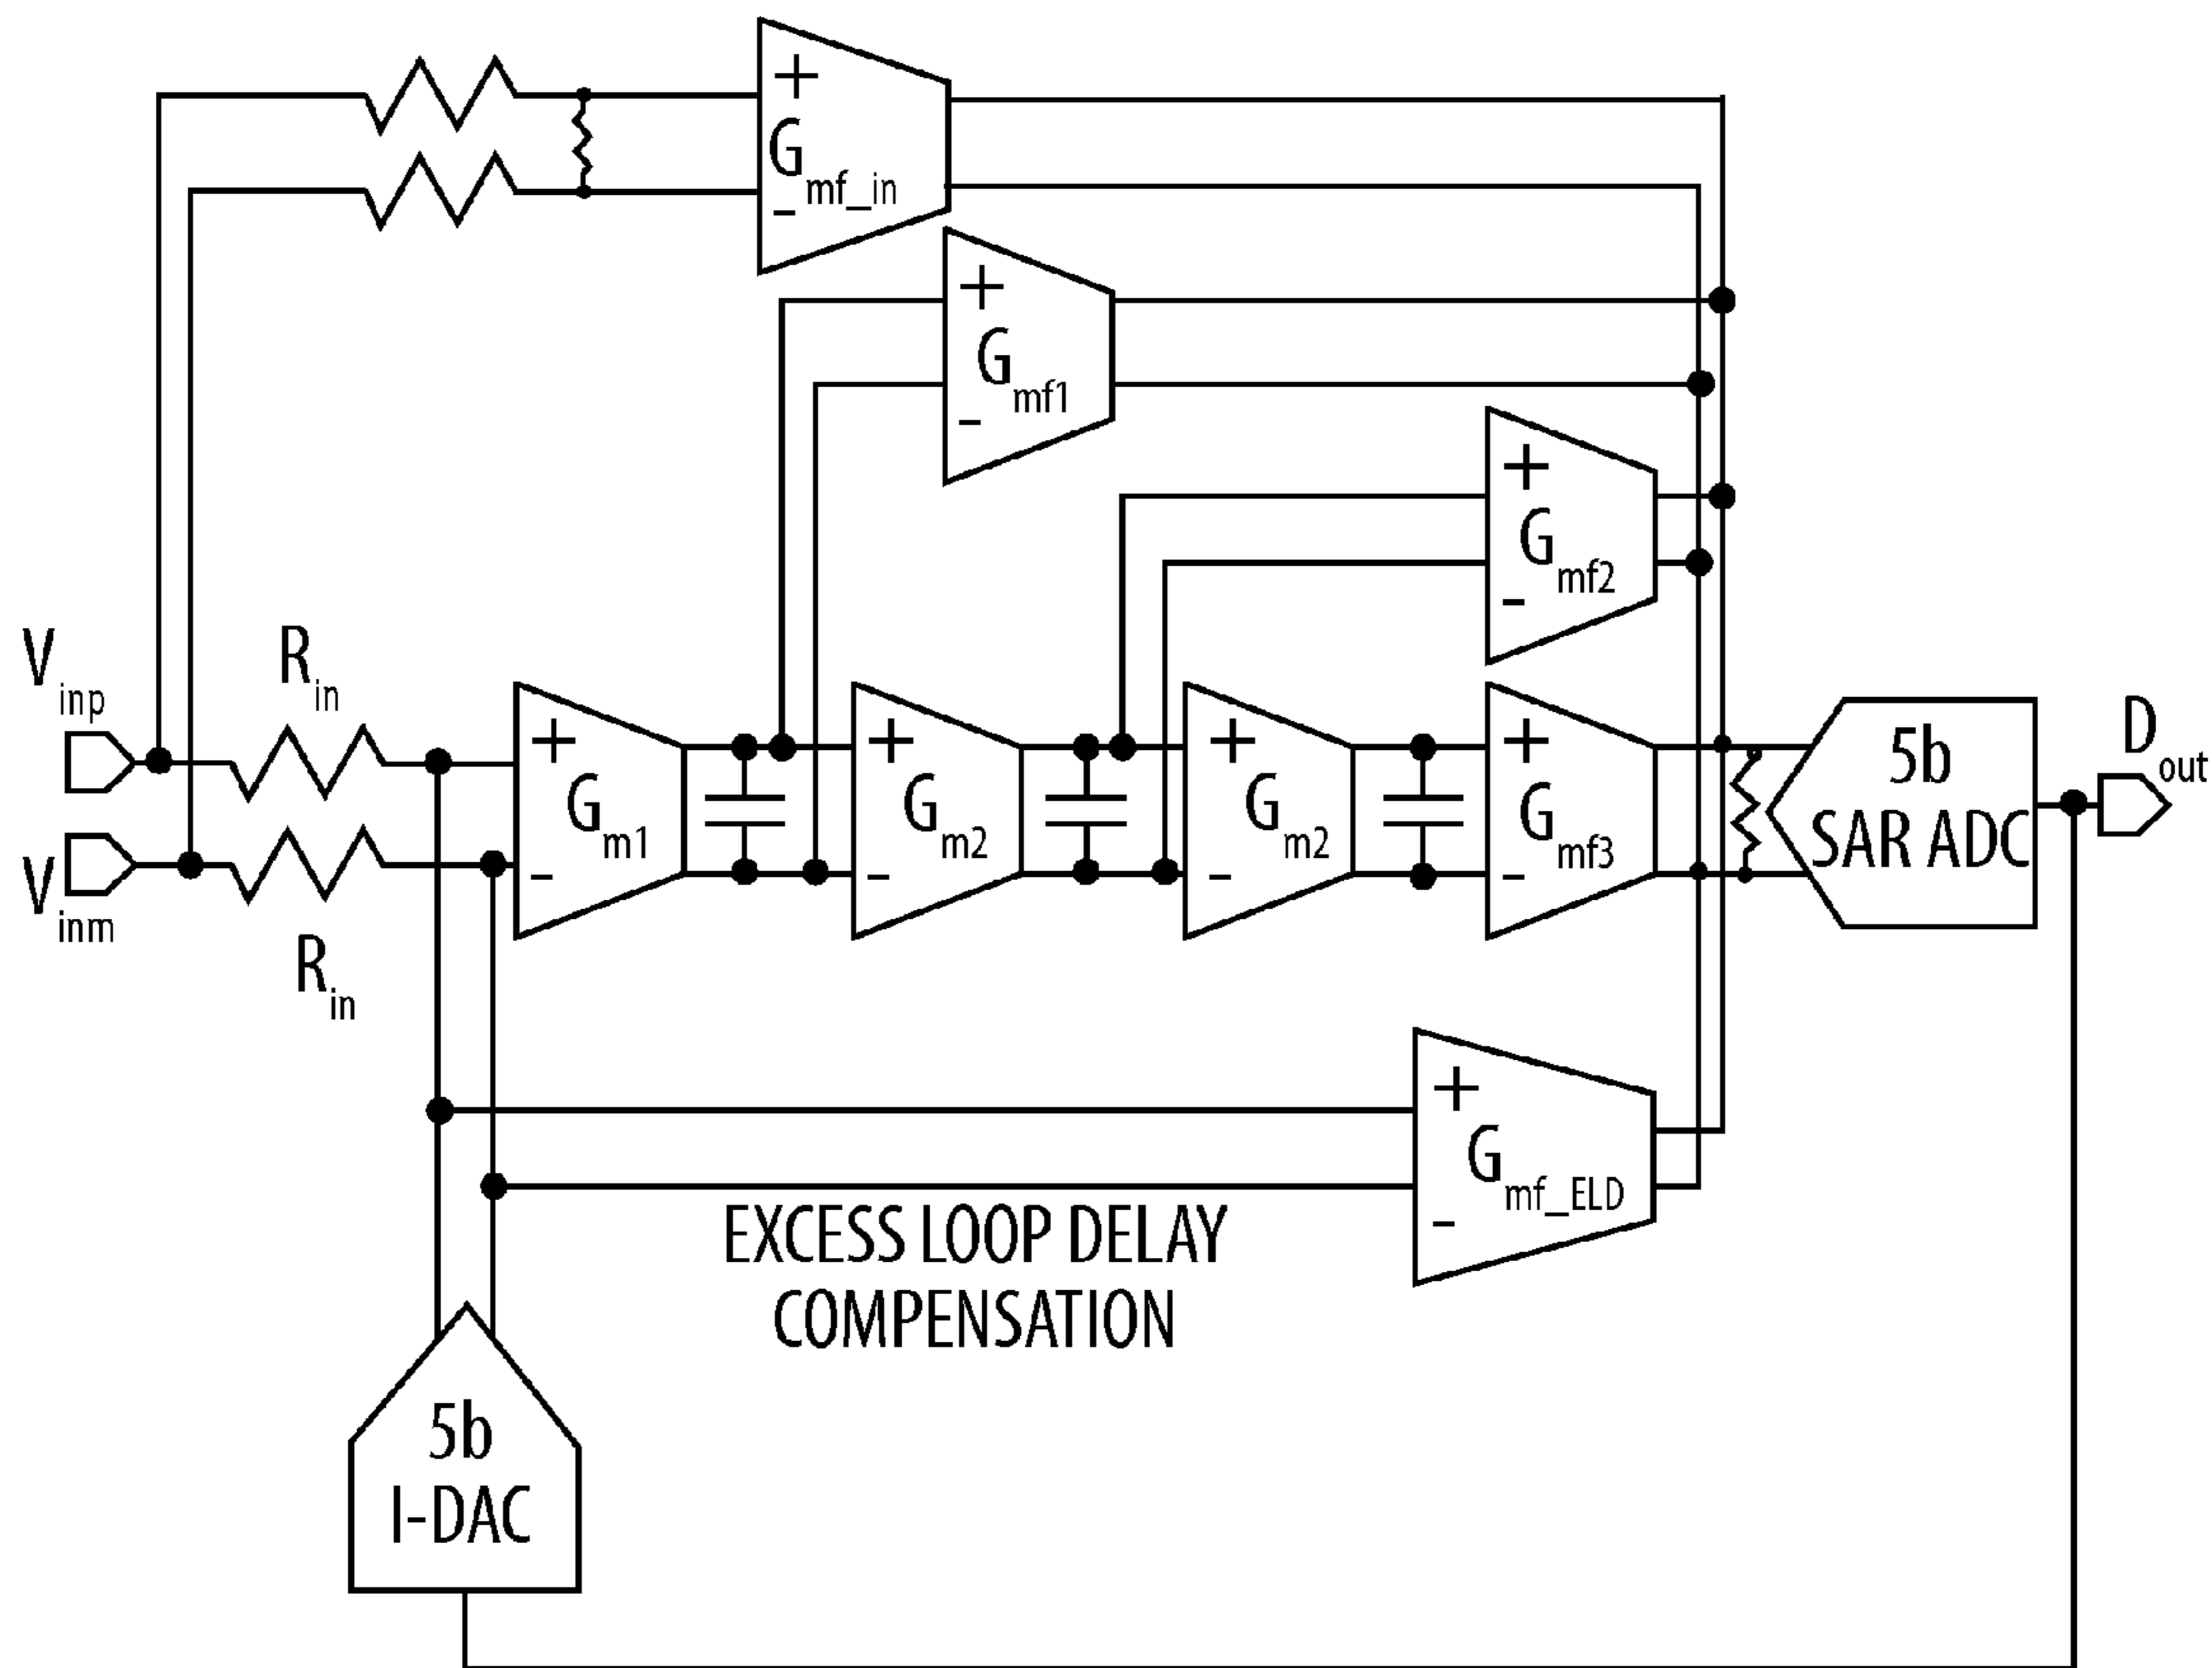 +
G mf_in
-
+
G mf1
-
+
G mf2
-
V inp
R in
+
G m1
-
+
G m2
-
+
G m2
-
+
G mf3
-
5b
SAR ADC
D out
V inm
R in
+
G mf_ELD
-
EXCESS LOOP DELAY
COMPENSATION
5b
I-DAC